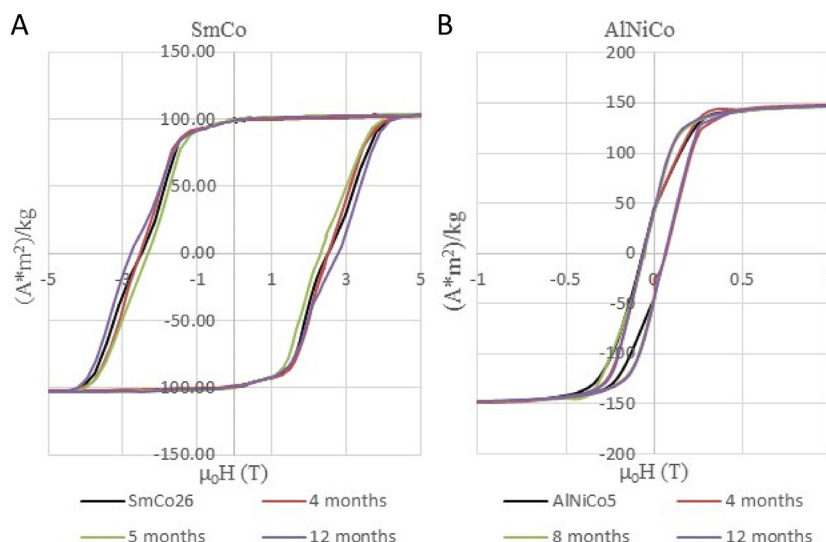 A
SmCo
150.00
100.00
50.00
0.00
-5
-3
-1
1
3
5
-50.00
-100.00
-150.00
(A*m²)/kg
μ₀H (T)
SmCo26
4 months
5 months
12 months
B
AlNiCo
200
150
100
50
0
-1
-0.5
0
0.5
-50
-100
-150
-200
(A*m²)/kg
μ₀H (T)
AlNiCo5
4 months
8 months
12 months